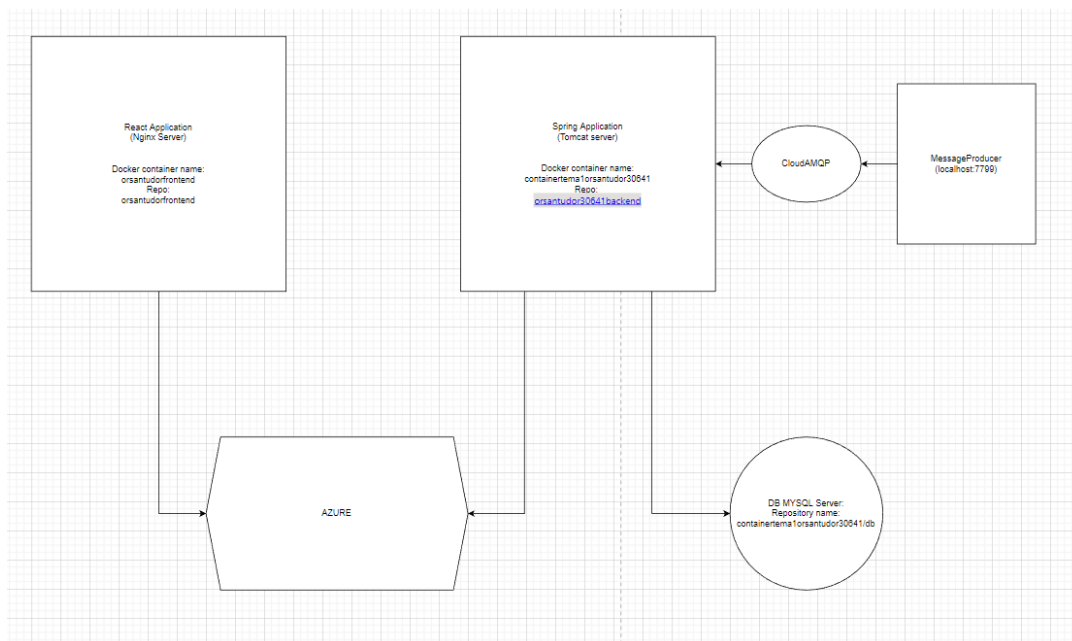 React Application
(Nginx Server)
Docker container name:
orsantudorfrontend
Repo:
orsantudorfrontend
Spring Application
(Tomcat server)
Docker container name:
containertema1orsantudor30641
Repo:
orsantudor30641backend
CloudAMQP
MessageProducer
(localhost:7799)
AZURE
DB MYSQL Server:
Repository name:
containertema1orsantudor30641/db